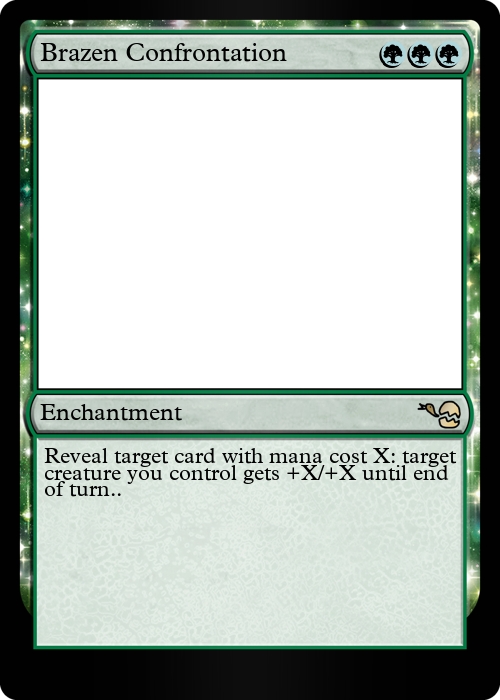 Brazen Confrontation
Enchantment
Reveal target card with mana cost X: target
creature you control gets +X/+X until end
of turn..